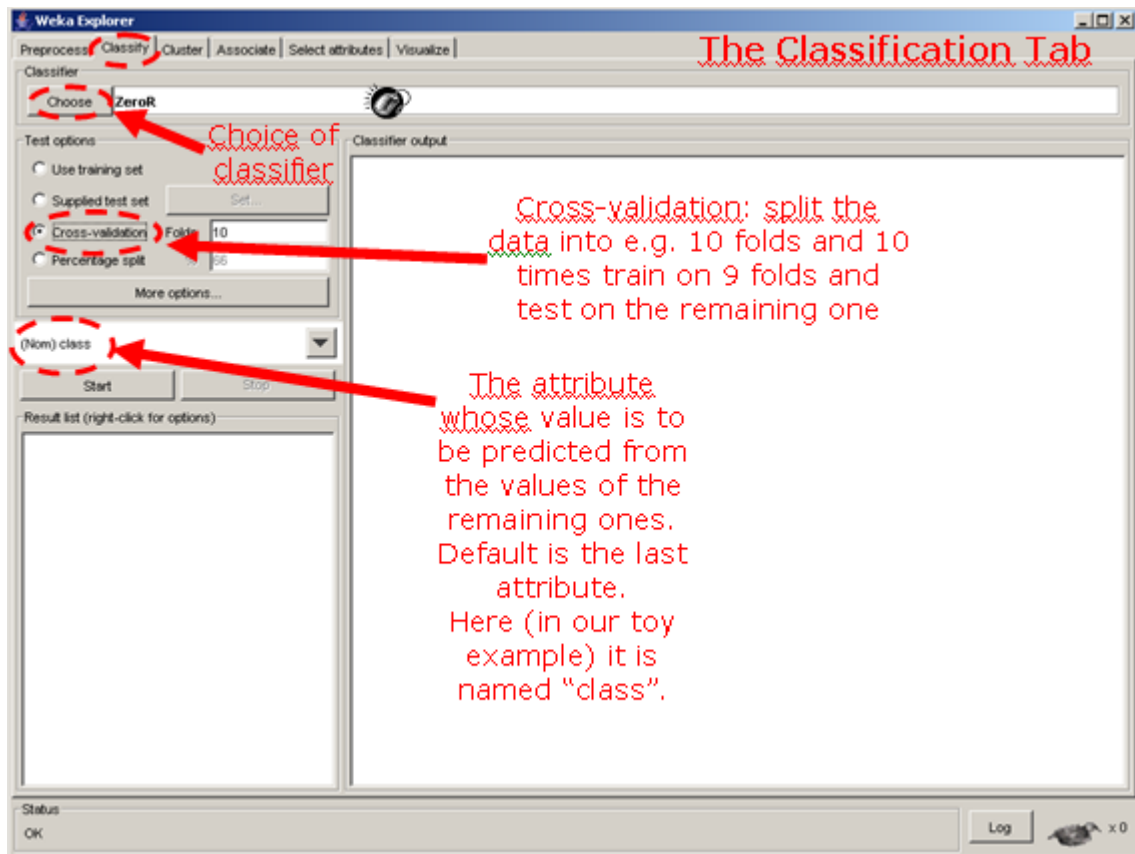 Weka Explorer
Preprocess Classify Cluster Associate Select attributes Visualize
The Classification Tab
Classifier
Choose ZeroR
Test options
Choice of
classifier
Use training set
Supplied test set Set...
Cross-validation Folds 10
Percentage split % 66
More options...
(Nom) class
Start Stop
Result list (right-click for options)
Classifier output
Cross-validation: split the
data into e.g. 10 folds and 10
times train on 9 folds and
test on the remaining one
The attribute
whose value is to
be predicted from
the values of the
remaining ones.
Default is the last
attribute.
Here (in our toy
example) it is
named “class”.
Status
OK
Log x 0